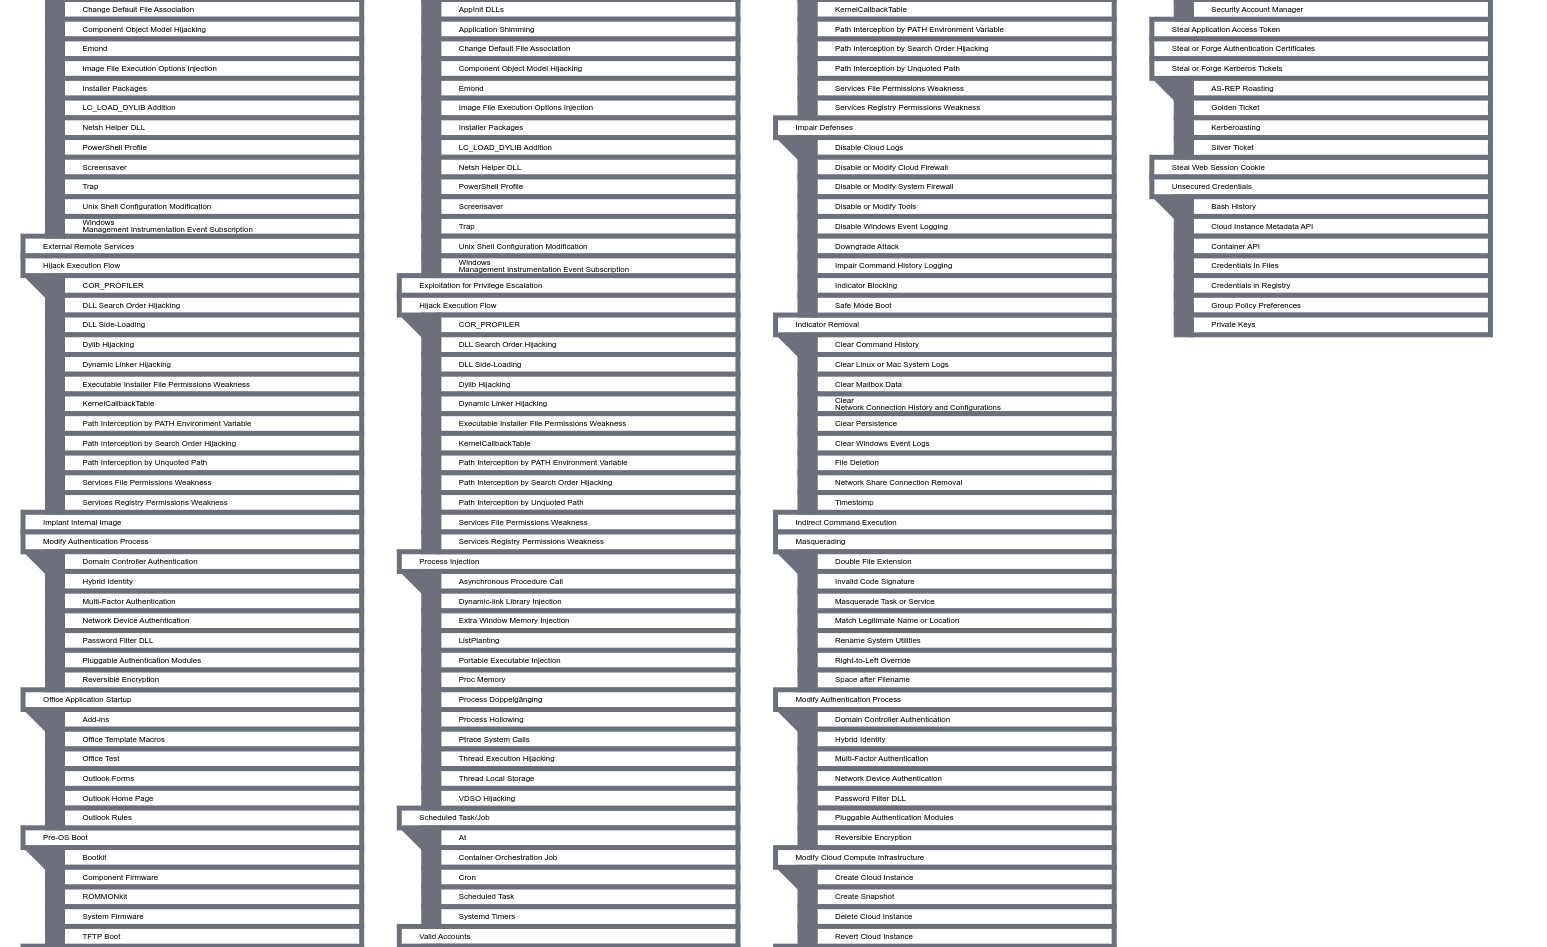 Change Default File Association
Component Object Model Hijacking
Emond
Image File Execution Options Injection
Installer Packages
LC_LOAD_DYLIB Addition
Netsh Helper DLL
PowerShell Profile
Screensaver
Trap
Unix Shell Configuration Modification
Windows
Management Instrumentation Event Subscription
External Remote Services
Hijack Execution Flow
COR_PROFILER
DLL Search Order Hijacking
DLL Side-Loading
Dylib Hijacking
Dynamic Linker Hijacking
Executable Installer File Permissions Weakness
KernelCallbackTable
Path Interception by PATH Environment Variable
Path Interception by Search Order Hijacking
Path Interception by Unquoted Path
Services File Permissions Weakness
Services Registry Permissions Weakness
Implant Internal Image
Modify Authentication Process
Domain Controller Authentication
Hybrid Identity
Multi-Factor Authentication
Network Device Authentication
Password Filter DLL
Pluggable Authentication Modules
Reversible Encryption
Office Application Startup
Add-ins
Office Template Macros
Office Test
Outlook Forms
Outlook Home Page
Outlook Rules
Pre-OS Boot
Bootkit
Component Firmware
ROMMONkit
System Firmware
TFTP Boot
AppInit DLLs
Application Shimming
Change Default File Association
Component Object Model Hijacking
Emond
Image File Execution Options Injection
Installer Packages
LC_LOAD_DYLIB Addition
Netsh Helper DLL
PowerShell Profile
Screensaver
Trap
Unix Shell Configuration Modification
Windows
Management Instrumentation Event Subscription
Exploitation for Privilege Escalation
Hijack Execution Flow
COR_PROFILER
DLL Search Order Hijacking
DLL Side-Loading
Dylib Hijacking
Dynamic Linker Hijacking
Executable Installer File Permissions Weakness
KernelCallbackTable
Path Interception by PATH Environment Variable
Path Interception by Search Order Hijacking
Path Interception by Unquoted Path
Services File Permissions Weakness
Services Registry Permissions Weakness
Process Injection
Asynchronous Procedure Call
Dynamic-link Library Injection
Extra Window Memory Injection
ListPlanting
Portable Executable Injection
Proc Memory
Process Doppelgänging
Process Hollowing
Ptrace System Calls
Thread Execution Hijacking
Thread Local Storage
VDSO Hijacking
Scheduled Task/Job
At
Container Orchestration Job
Cron
Scheduled Task
Systemd Timers
Valid Accounts
KernelCallbackTable
Path Interception by PATH Environment Variable
Path Interception by Search Order Hijacking
Path Interception by Unquoted Path
Services File Permissions Weakness
Services Registry Permissions Weakness
Impair Defenses
Disable Cloud Logs
Disable or Modify Cloud Firewall
Disable or Modify System Firewall
Disable or Modify Tools
Disable Windows Event Logging
Downgrade Attack
Impair Command History Logging
Indicator Blocking
Safe Mode Boot
Indicator Removal
Clear Command History
Clear Linux or Mac System Logs
Clear Mailbox Data
Clear
Network Connection History and Configurations
Clear Persistence
Clear Windows Event Logs
File Deletion
Network Share Connection Removal
Timestomp
Indirect Command Execution
Masquerading
Double File Extension
Invalid Code Signature
Masquerade Task or Service
Match Legitimate Name or Location
Rename System Utilities
Right-to-Left Override
Space after Filename
Modify Authentication Process
Domain Controller Authentication
Hybrid Identity
Multi-Factor Authentication
Network Device Authentication
Password Filter DLL
Pluggable Authentication Modules
Reversible Encryption
Modify Cloud Compute Infrastructure
Create Cloud Instance
Create Snapshot
Delete Cloud Instance
Revert Cloud Instance
Security Account Manager
Steal Application Access Token
Steal or Forge Authentication Certificates
Steal or Forge Kerberos Tickets
AS-REP Roasting
Golden Ticket
Kerberoasting
Silver Ticket
Steal Web Session Cookie
Unsecured Credentials
Bash History
Cloud Instance Metadata API
Container API
Credentials In Files
Credentials in Registry
Group Policy Preferences
Private Keys